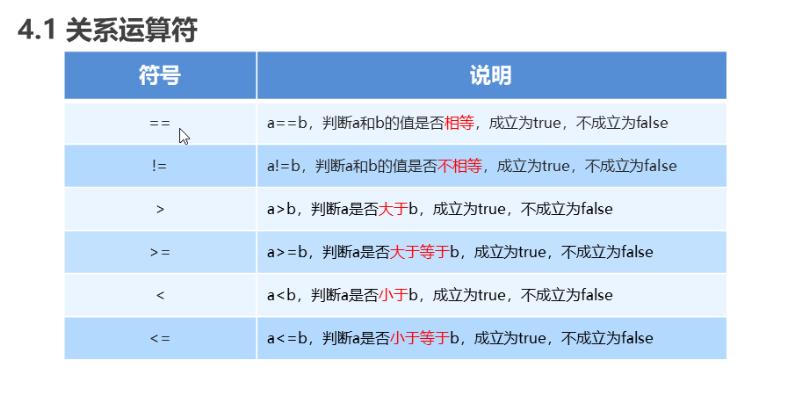 4.1 关系运算符
符号 说明
== a==b，判断a和b的值是否相等，成立为true，不成立为false
!= a!=b，判断a和b的值是否不相等，成立为true，不成立为false
> a>b，判断a是否大于b，成立为true，不成立为false
>= a>=b，判断a是否大于等于b，成立为true，不成立为false
< a<b，判断a是否小于b，成立为true，不成立为false
<= a<=b，判断a是否小于等于b，成立为true，不成立为false